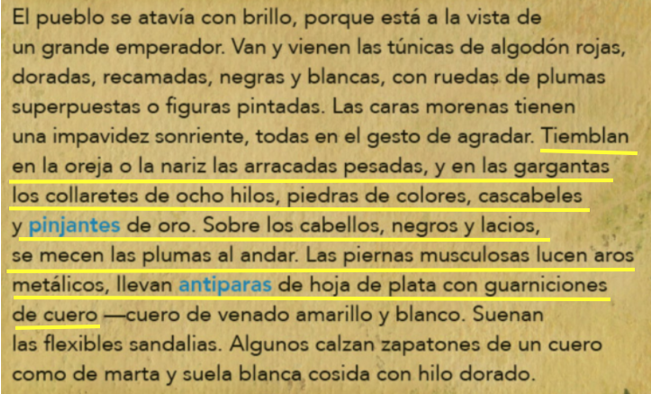 El pueblo se atavía con brillo, porque está a la vista de
un grande emperador. Van y vienen las túnicas de algodón rojas,
doradas, recamadas, negras y blancas, con ruedas de plumas
superpuestas o figuras pintadas. Las caras morenas tienen
una impavidez sonriente, todas en el gesto de agradar. Tiemblan
en la oreja o la nariz las arracadas pesadas, y en las gargantas
los collaretes de ocho hilos, piedras de colores, cascabeles
y pinjantes de oro. Sobre los cabellos, negros y lacios,
se mecen las plumas al andar. Las piernas musculosas lucen aros
metálicos, llevan antiparas de hoja de plata con guarniciones
de cuero —cuero de venado amarillo y blanco. Suenan
las flexibles sandalias. Algunos calzan zapatones de un cuero
como de marta y suela blanca cosida con hilo dorado.